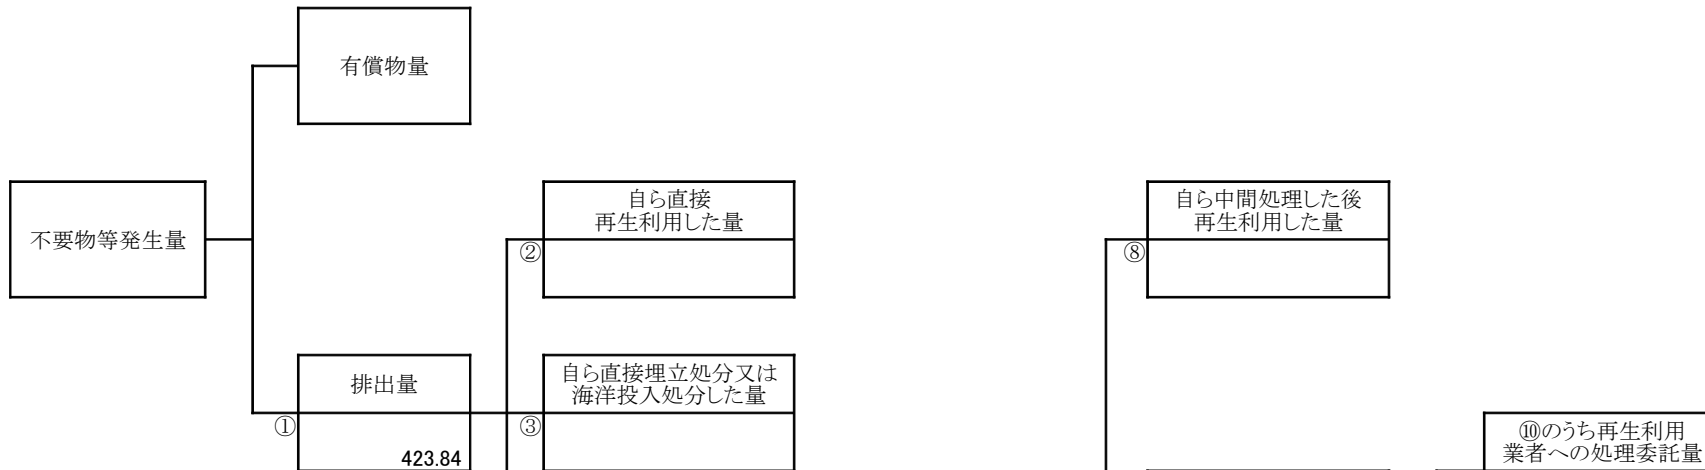 有償物量
不要物等発生量
自ら直接
再生利用した量
②
自ら中間処理した後
再生利用した量
⑧
排出量
①
423.84
自ら直接埋立処分又は
海洋投入処分した量
③
⑩のうち再生利用
業者への処理委託量